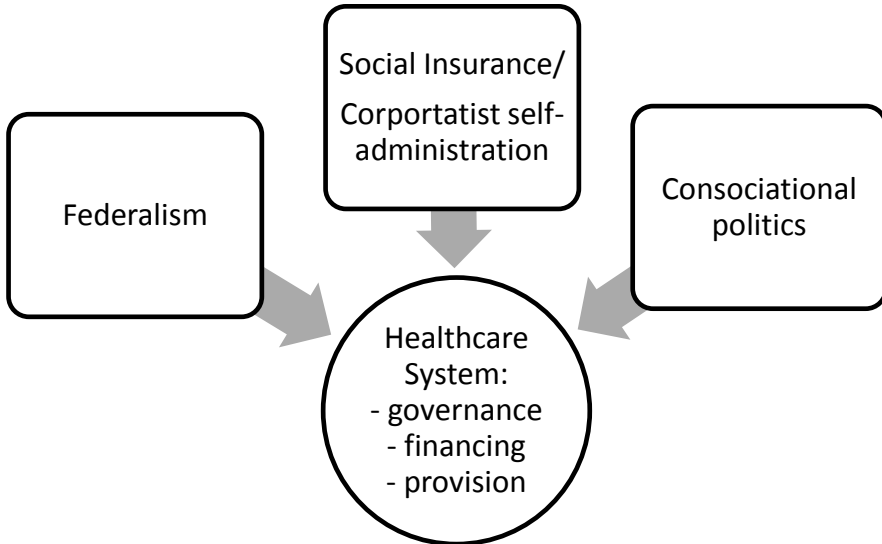 Social Insurance/
Corportatist self-
administration
Federalism
Consociational
politics
Healthcare
System:
- governance
- financing
- provision